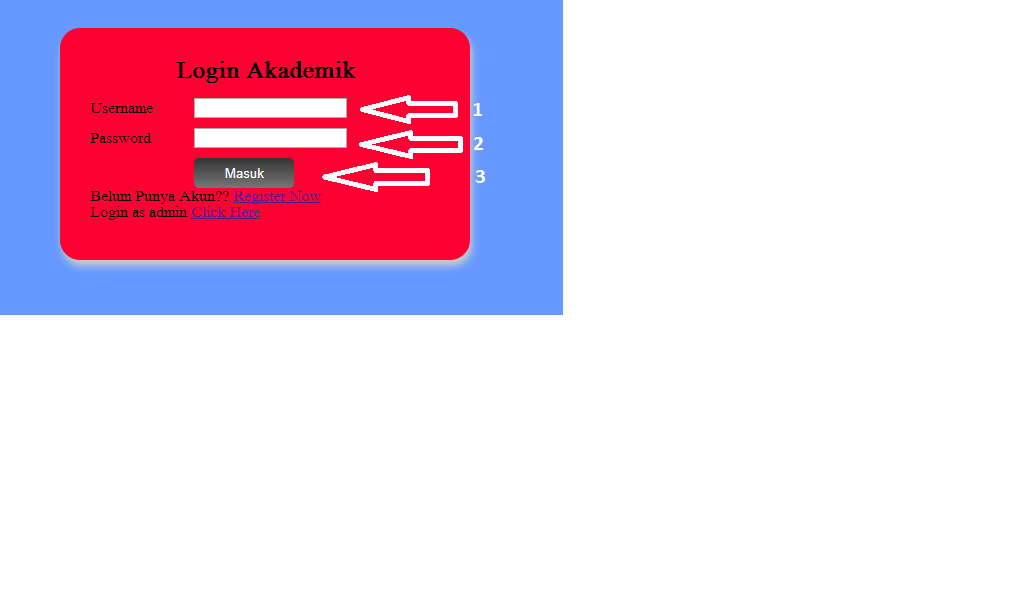 Login Akademik
Username 1
Password 2
Masuk 3
Belum Punya Akun?? Register Now
Login as admin Click Here